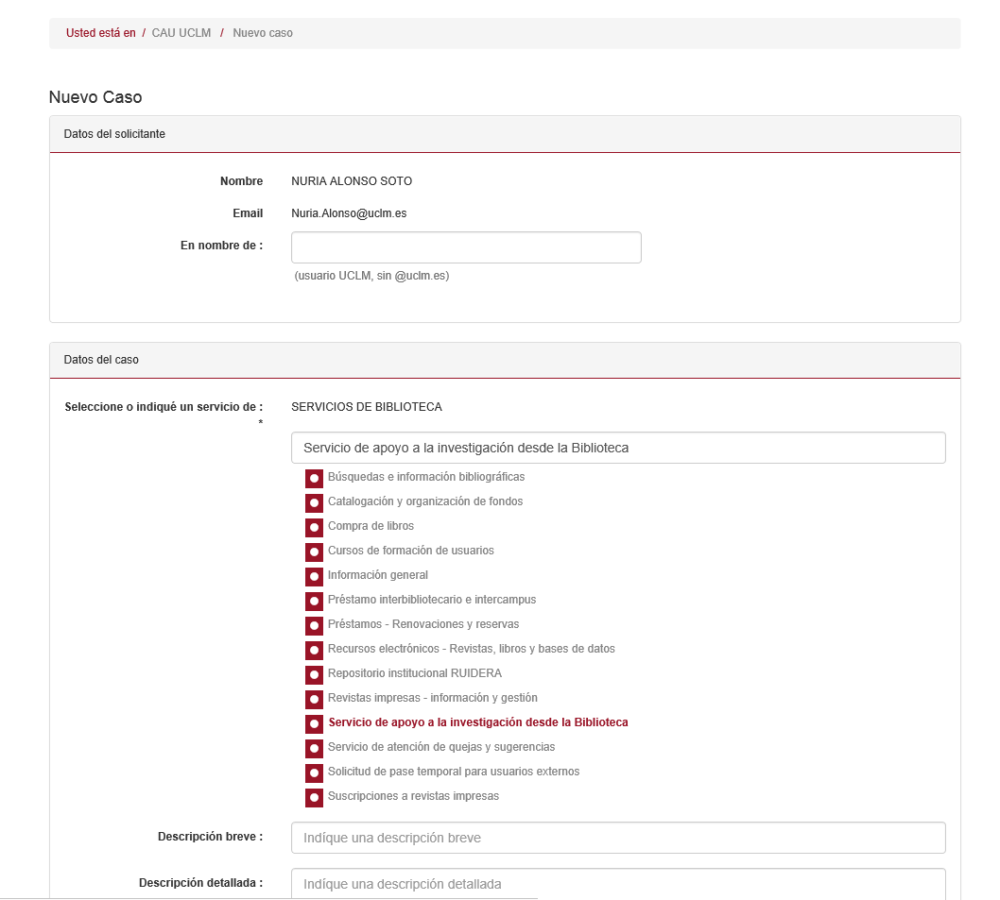 Usted está en / CAU UCLM / Nuevo caso
Nuevo Caso
Datos del solicitante
Nombre NURIA ALONSO SOTO
Email Nuria.Alonso@uclm.es
En nombre de :
(usuario UCLM, sin @uclm.es)
Datos del caso
Seleccione o indiqué un servicio de : SERVICIOS DE BIBLIOTECA
*
Servicio de apoyo a la investigación desde la Biblioteca
Búsquedas e información bibliográficas
Catalogación y organización de fondos
Compra de libros
Cursos de formación de usuarios
Información general
Préstamo interbibliotecario e intercampus
Préstamos - Renovaciones y reservas
Recursos electrónicos - Revistas, libros y bases de datos
Repositorio institucional RUIDERA
Revistas impresas - información y gestión
Servicio de apoyo a la investigación desde la Biblioteca
Servicio de atención de quejas y sugerencias
Solicitud de pase temporal para usuarios externos
Suscripciones a revistas impresas
Descripción breve : Indíque una descripción breve
Descripción detallada : Indíque una descripción detallada